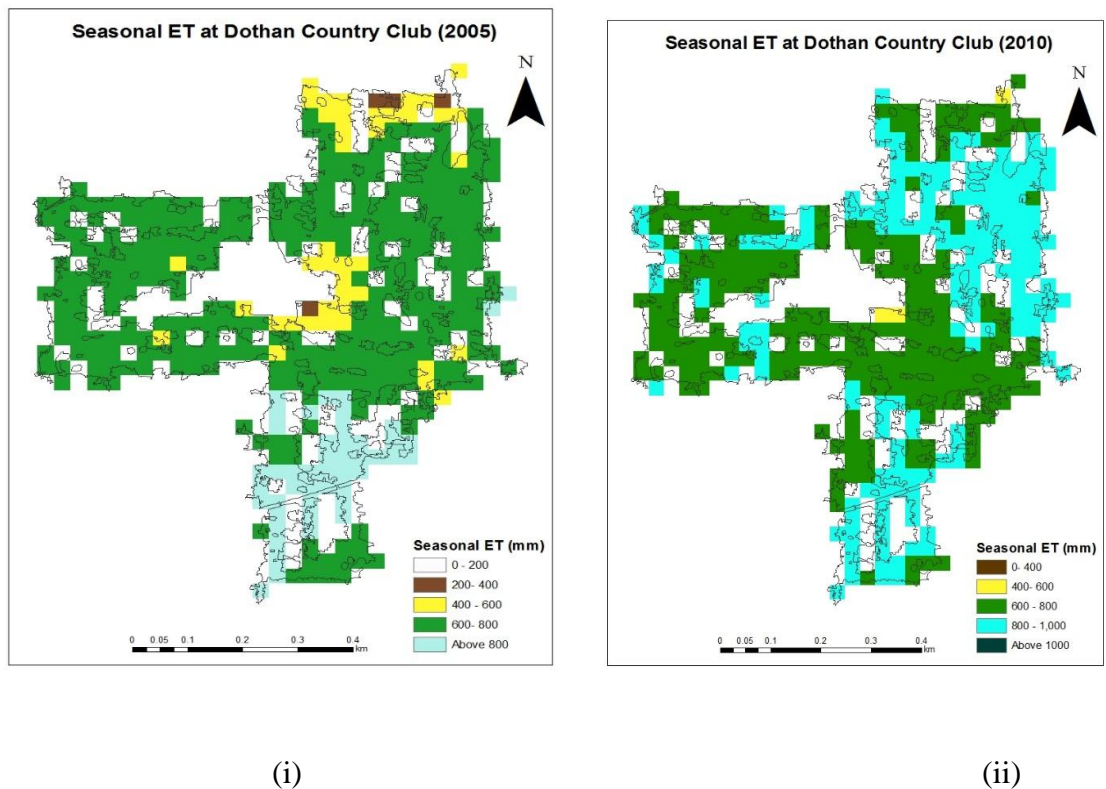 Seasonal ET at Dothan Country Club (2005)
N
Seasonal ET (mm)
0 - 200
200 - 400
400 - 600
600- 800
Above 800
0 0.05 0.1 0.2 0.3 0.4
km
(i)
Seasonal ET at Dothan Country Club (2010)
N
Seasonal ET (mm)
0- 400
400 - 600
600 - 800
800 - 1,000
Above 1000
0 0.05 0.1 0.2 0.3 0.4
km
(ii)